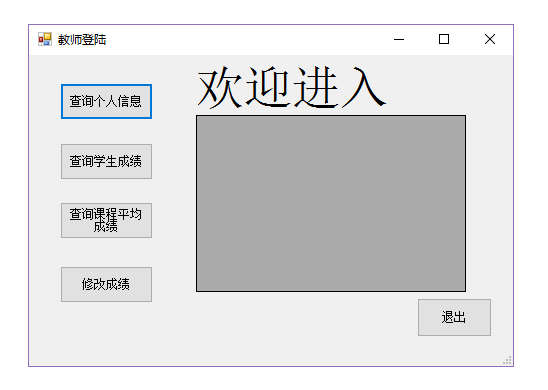 教师登陆
欢迎进入
查询个人信息
查询学生成绩
查询课程平均
成绩
修改成绩
退出